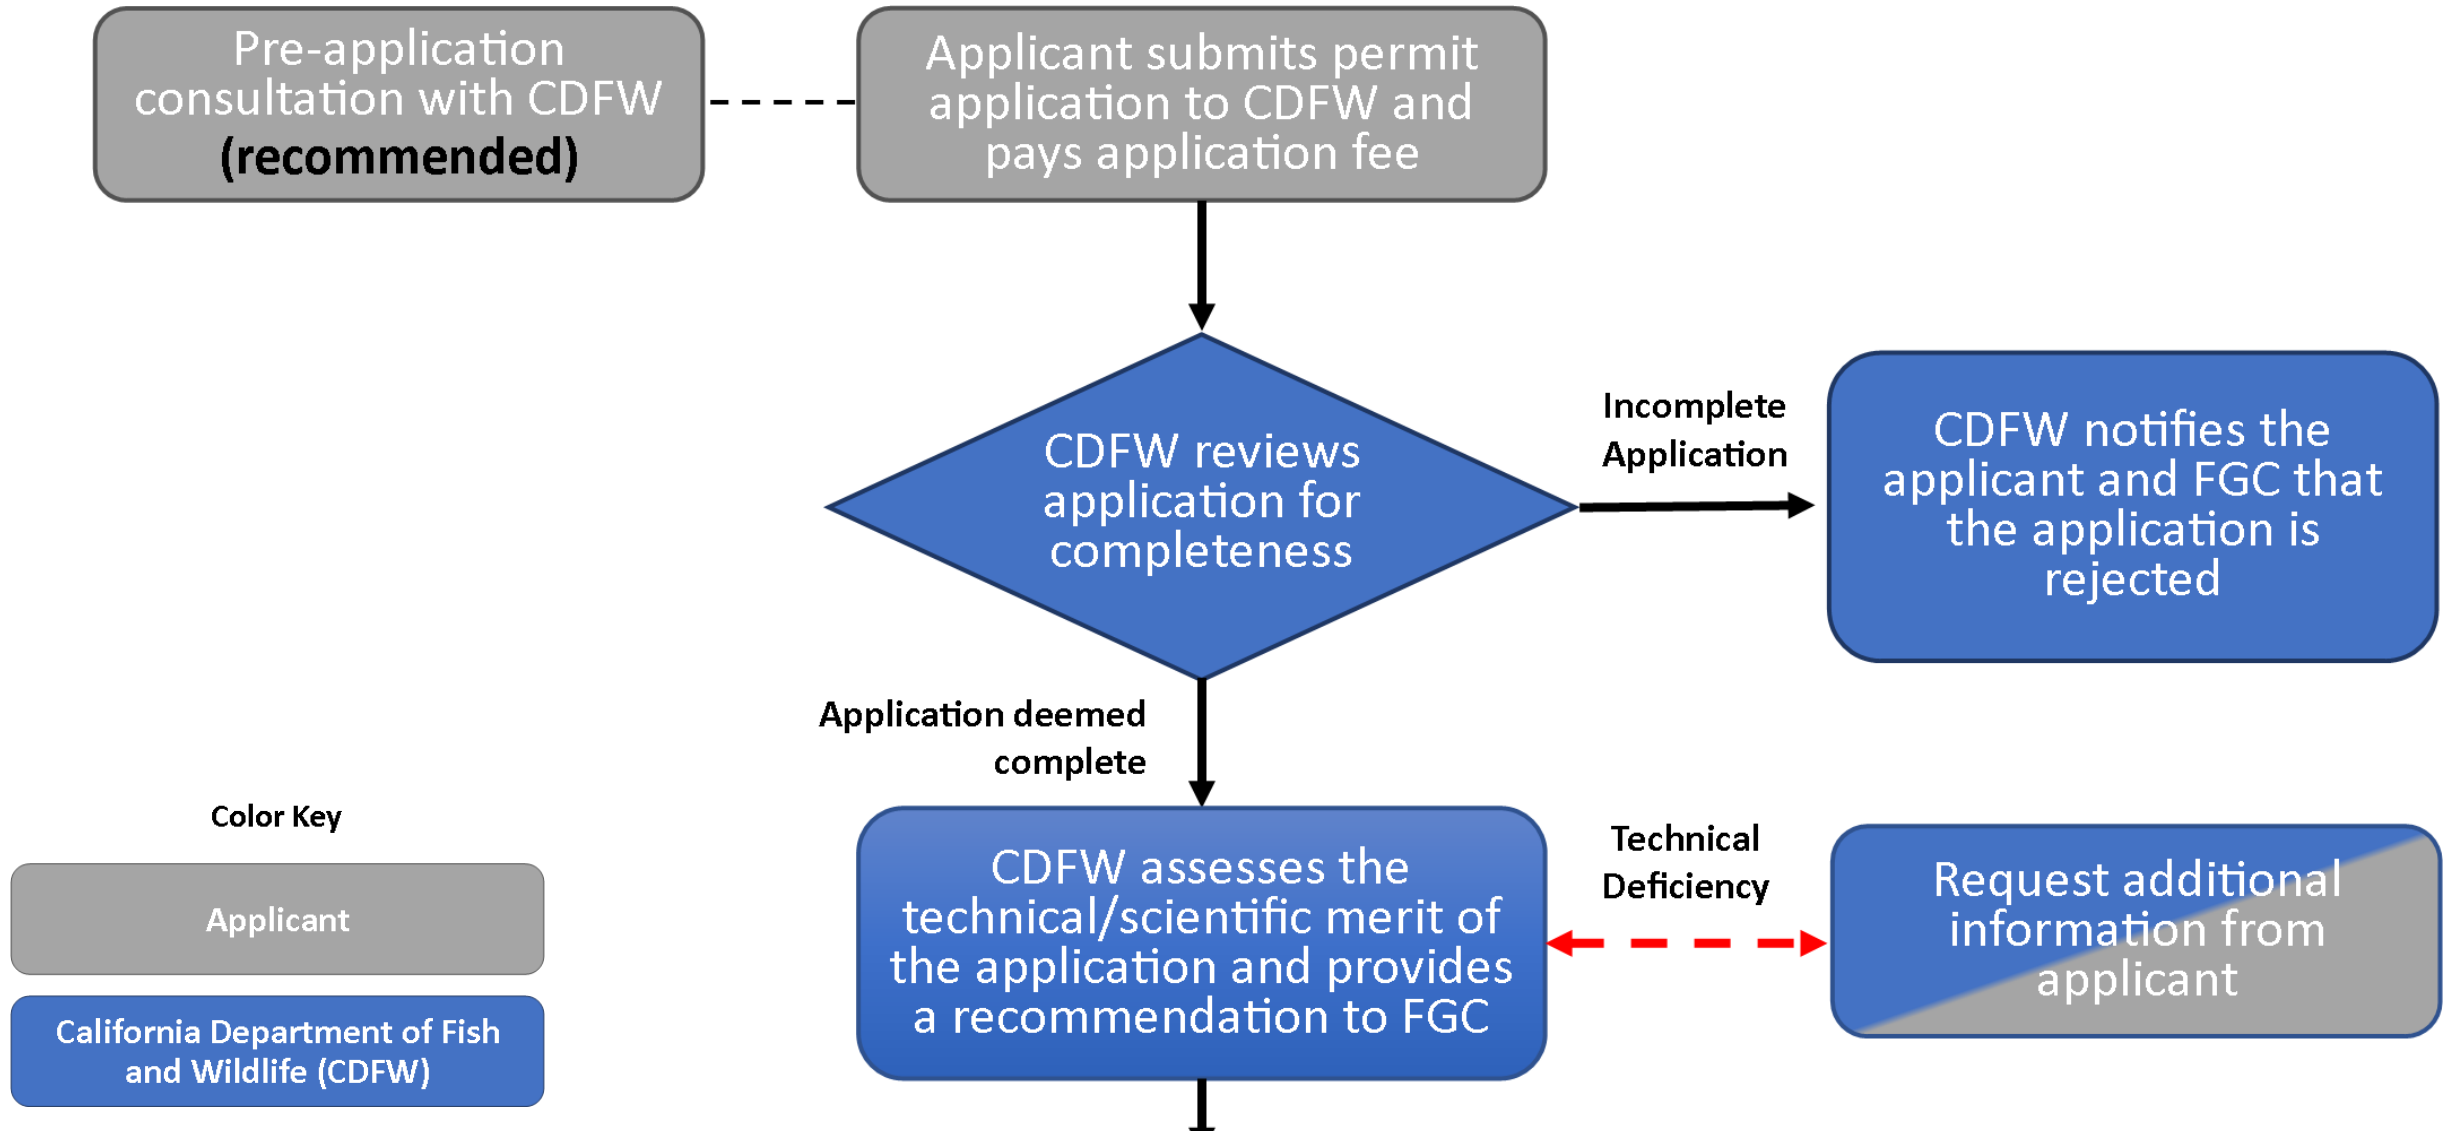 Pre-application
consultation with CDFW
(recommended)
Applicant submits permit
application to CDFW and
pays application fee
CDFW reviews
application for
completeness
Incomplete
Application
CDFW notifies the
applicant and FGC that
the application is
rejected
Application deemed
complete
CDFW assesses the
technical/scientific merit of
the application and provides
a recommendation to FGC
Technical
Deficiency
Request additional
information from
applicant
Color Key
Applicant
California Department of Fish
and Wildlife (CDFW)